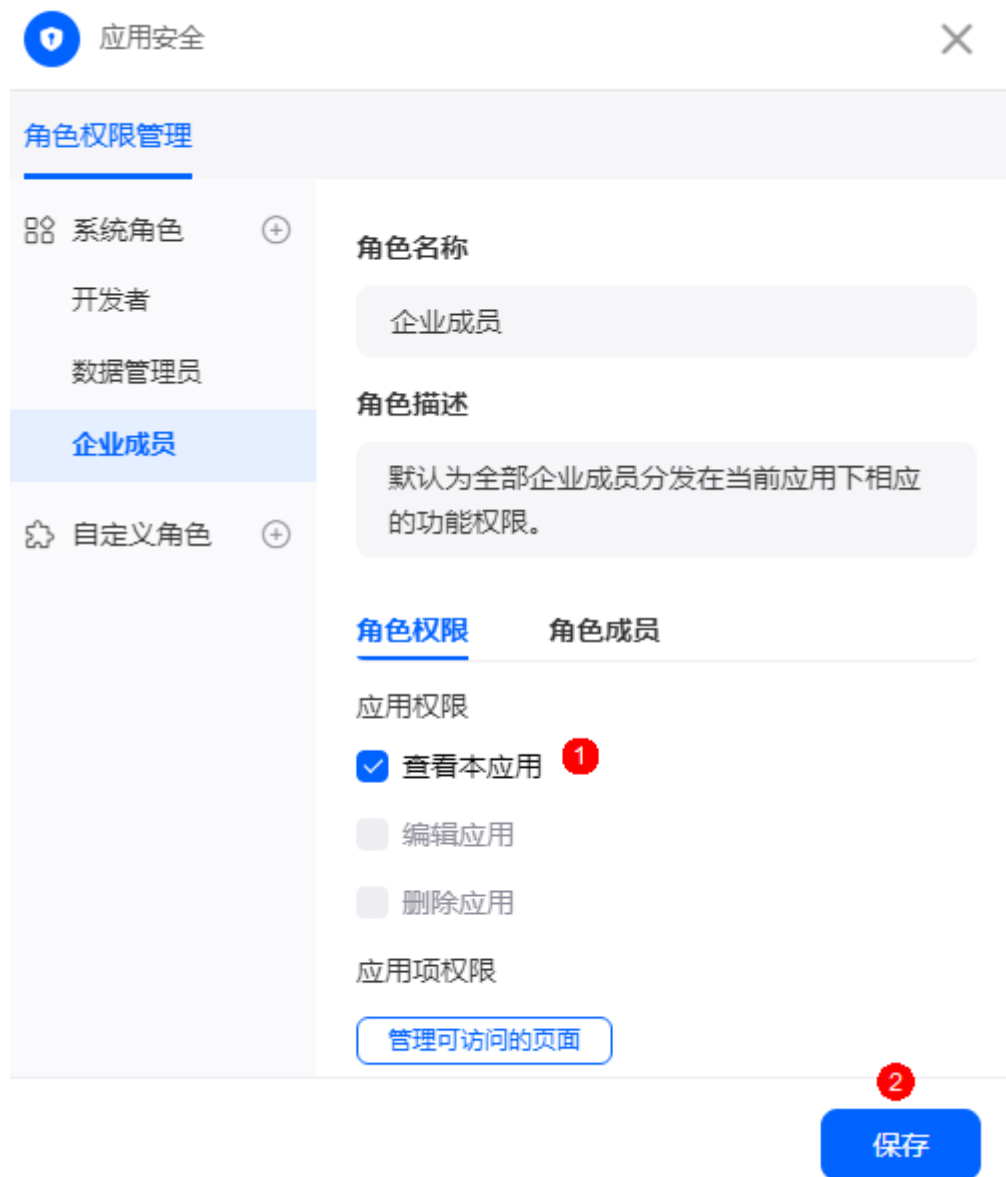 应用安全
角色权限管理
系统角色
开发者
数据管理员
企业成员
自定义角色
角色名称
企业成员
角色描述
默认为全部企业成员分发在当前应用下相应
的功能权限。
角色权限 角色成员
应用权限
查看本应用 1
编辑应用
删除应用
应用项权限
管理可访问的页面
2
保存